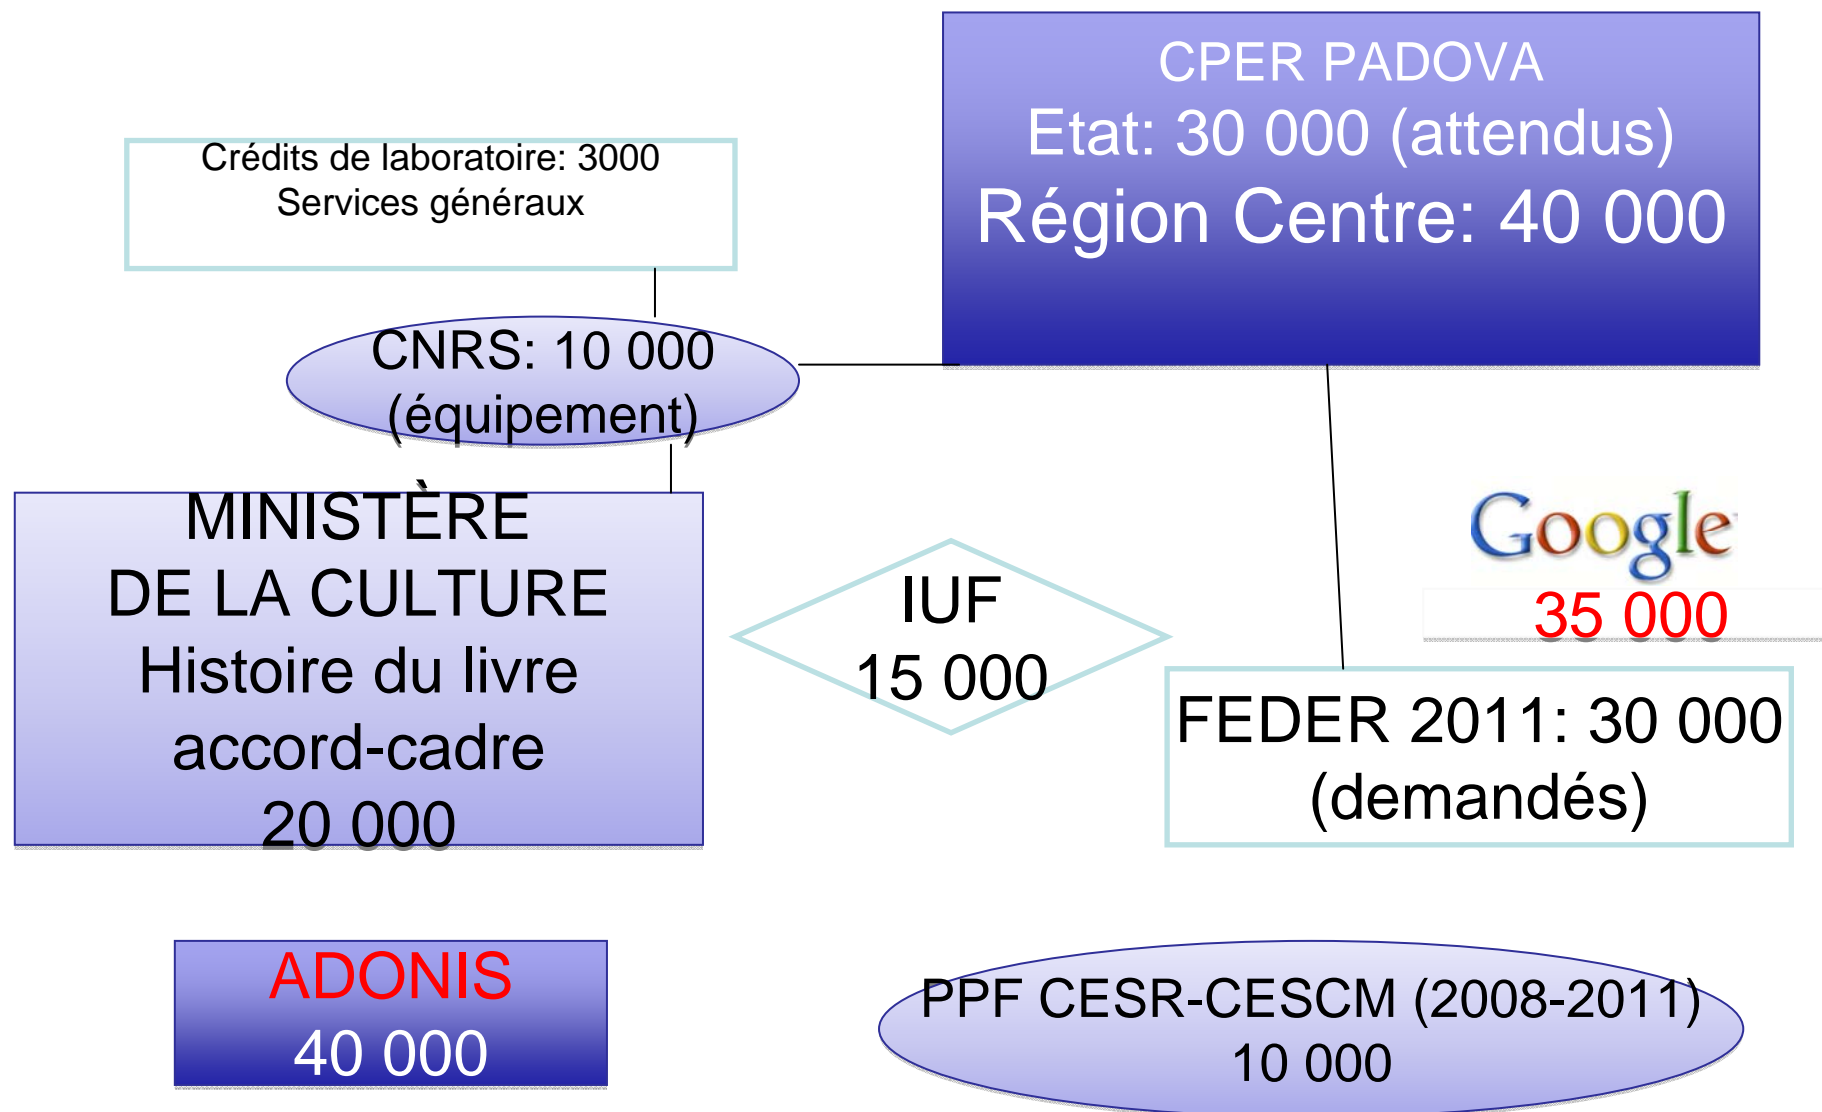 CPER PADOVA
Etat: 30 000 (attendus)
Région Centre: 40 000
Crédits de laboratoire: 3000
Services généraux
CNRS: 10 000
(équipement)
MINISTÈRE
DE LA CULTURE
Histoire du livre
accord-cadre
20 000
IUF
15 000
Google
35 000
FEDER 2011: 30 000
(demandés)
ADONIS
40 000
PPF CESR-CESCM (2008-2011)
10 000